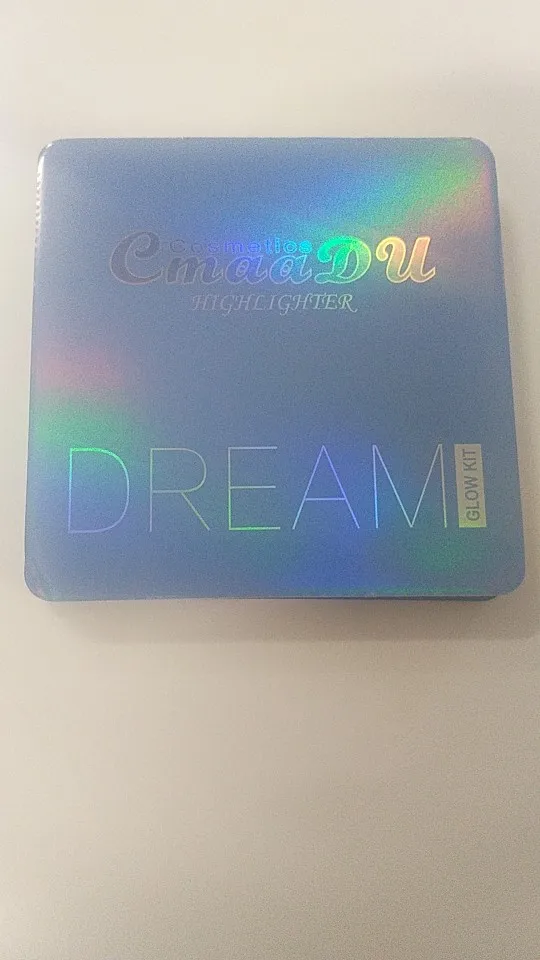 Cosmetics
CmaaDU
HIGHLIGHTER
DREAM
GLOW KIT